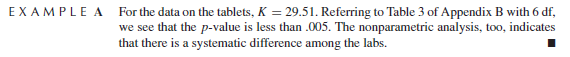 EXAMPLE A For the data on the tablets, K = 29.51. Referring to Table 3 of Appendix B with 6 df,
we see that the p-value is less than .005. The nonparametric analysis, too, indicates
that there is a systematic difference among the labs. ■